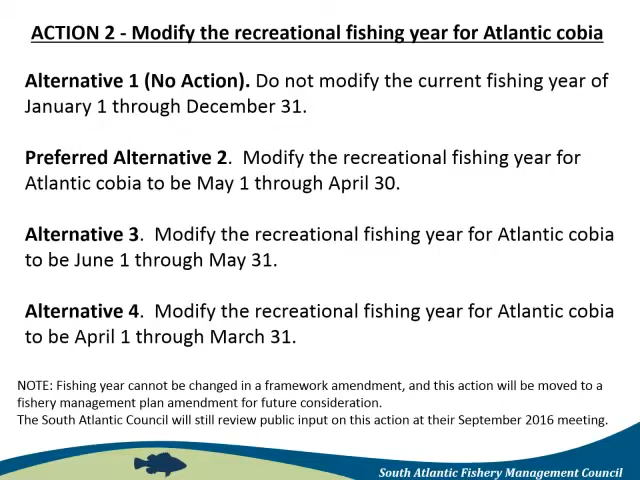 ACTION 2 - Modify the recreational fishing year for Atlantic cobia
Alternative 1 (No Action). Do not modify the current fishing year of
January 1 through December 31.
Preferred Alternative 2.  Modify the recreational fishing year for
Atlantic cobia to be May 1 through April 30.
Alternative 3.  Modify the recreational fishing year for Atlantic cobia
to be June 1 through May 31.
Alternative 4.  Modify the recreational fishing year for Atlantic cobia
to be April 1 through March 31.
NOTE: Fishing year cannot be changed in a framework amendment, and this action will be moved to a
fishery management plan amendment for future consideration.
The South Atlantic Council will still review public input on this action at their September 2016 meeting.
South Atlantic Fishery Management Council